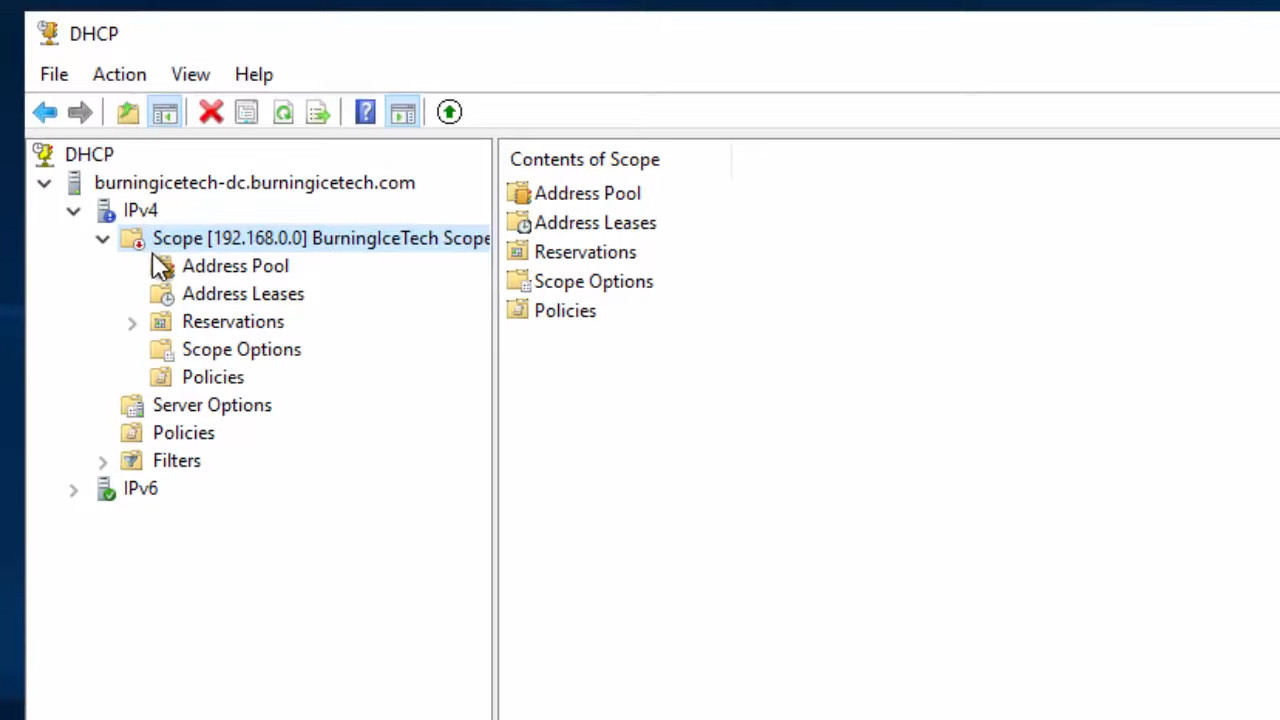 DHCP
File Action View Help
DHCP
burningicetech-dc.burningicetech.com
IPv4
Scope [192.168.0.0] BurningIceTech Scope
Address Pool
Address Leases
Reservations
Scope Options
Policies
Server Options
Policies
Filters
IPv6
Contents of Scope
Address Pool
Address Leases
Reservations
Scope Options
Policies